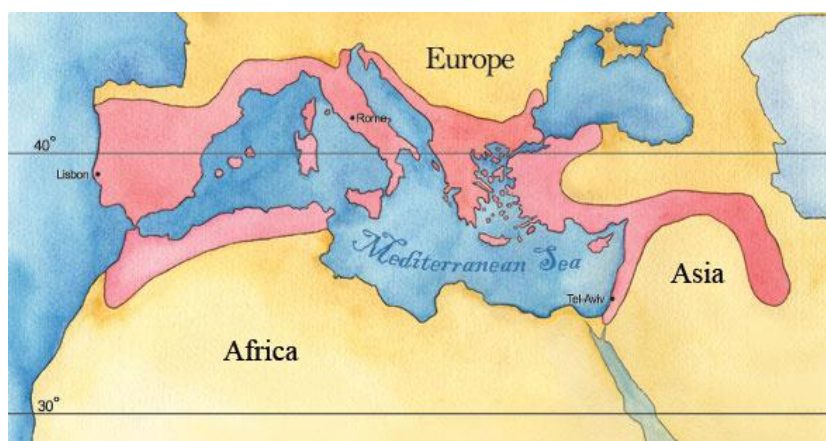 Europe
Rome
40°
Lisbon
Mediterranean Sea
Asia
Tel-Aviv
Africa
30°